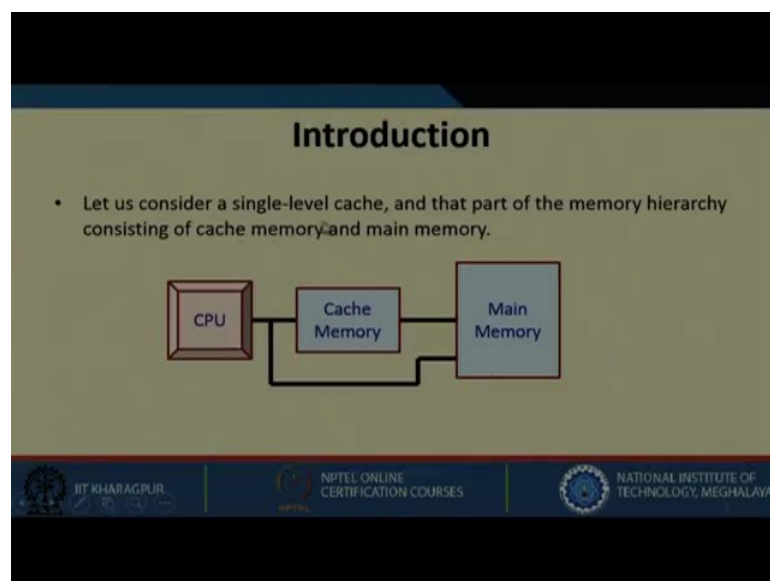 Introduction
• Let us consider a single-level cache, and that part of the memory hierarchy
consisting of cache memory and main memory.
CPU
Cache
Memory
Main
Memory
IIT KHARAGPUR
NPTEL
NPTEL ONLINE
CERTIFICATION COURSES
NATIONAL INSTITUTE OF
TECHNOLOGY, MEGHALAYA